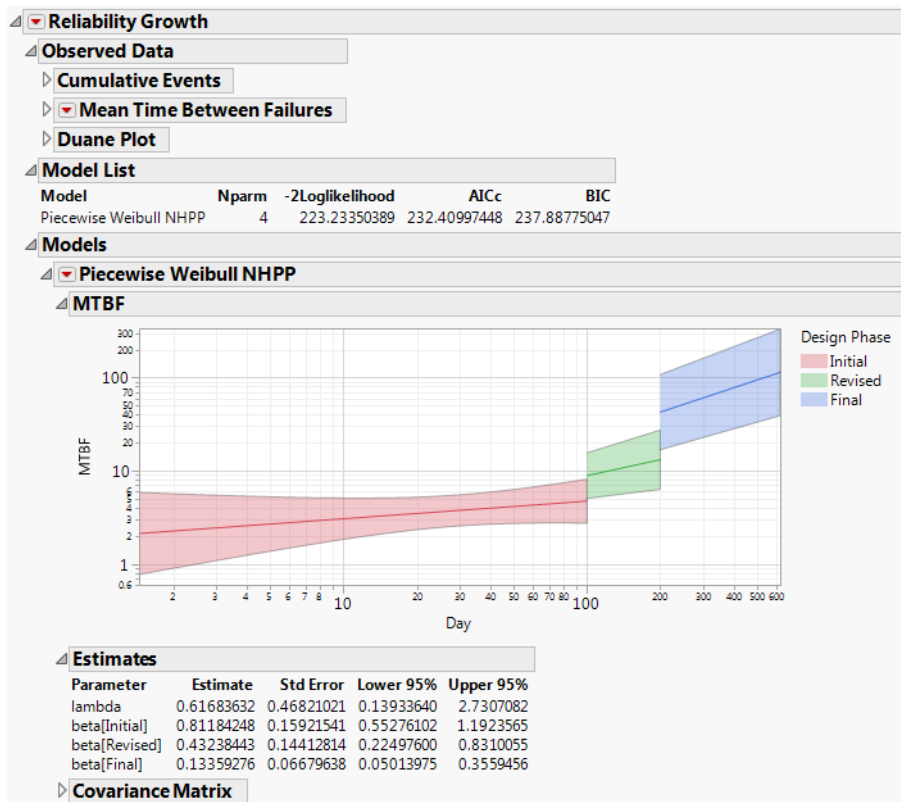 Reliability Growth
Observed Data
Cumulative Events
Mean Time Between Failures
Duane Plot
Model List
Model Nparm -2Loglikelihood AICc BIC
Piecewise Weibull NHPP 4 223.23350389 232.40997448 237.88775047
Models
Piecewise Weibull NHPP
MTBF
300
200
100
70
50
40
30
20
10
6
5
4
3
2
1
0.6
MTBF
2 3 4 5 6 7 8 10 20 30 40 50 60 70 80 100 200 300 400 500 600
Day
Design Phase
Initial
Revised
Final
Estimates
Parameter Estimate Std Error Lower 95% Upper 95%
lambda 0.61683632 0.46821021 0.13933640 2.7307082
beta[Initial] 0.81184248 0.15921541 0.55276102 1.1923565
beta[Revised] 0.43238443 0.14412814 0.22497600 0.8310055
beta[Final] 0.13359276 0.06679638 0.05013975 0.3559456
Covariance Matrix